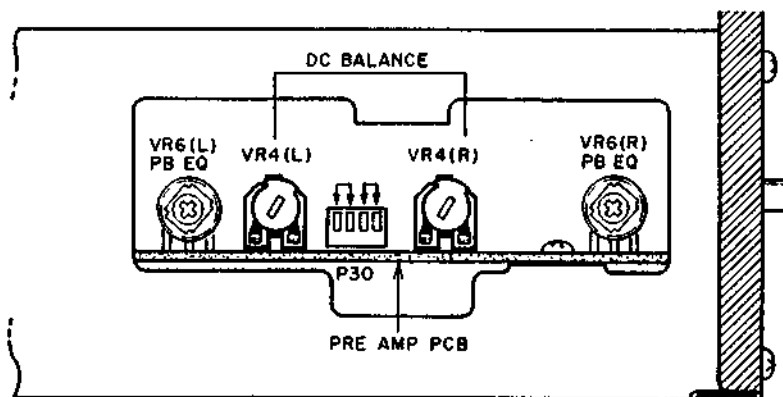 DC BALANCE
VR6(L)
PB EQ
VR4(L)
VR4(R)
VR6(R)
PB EQ
P30
PRE AMP PCB